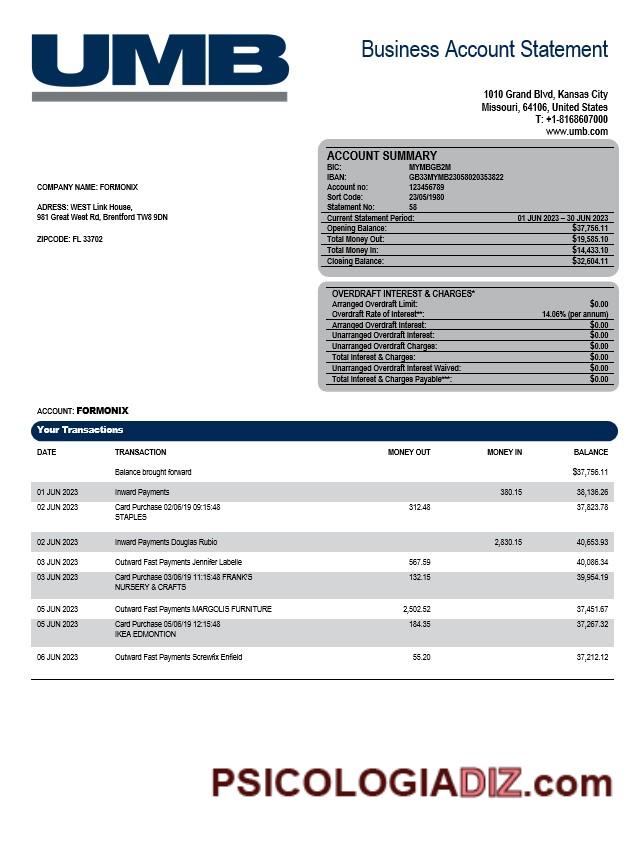 UMB
Business Account Statement
1010 Grand Blvd, Kansas City
Missouri, 64106, United States
T: +1-8168607000
www.umb.com
COMPANY NAME: FORMONIX
ADRESS: WEST Link House,
981 Great West Rd, Brentford TW8 9DN
ZIPCODE: FL 33702
ACCOUNT SUMMARY
BIC: MYMBGB2M
IBAN: GB33MYMB23058020353822
Account no: 123456789
Sort Code: 23/05/1980
Statement No: 58
Current Statement Period: 01 JUN 2023 – 30 JUN 2023
Opening Balance: $37,756.11
Total Money Out: $19,585.10
Total Money In: $14,433.10
Closing Balance: $32,604.11
OVERDRAFT INTEREST & CHARGES*
Arranged Overdraft Limit: $0.00
Overdraft Rate of Interest**: 14.06% (per annum)
Arranged Overdraft Interest: $0.00
Unarranged Overdraft Interest: $0.00
Unarranged Overdraft Charges: $0.00
Total Interest & Charges: $0.00
Unarranged Overdraft Interest Waived: $0.00
Total Interest & Charges Payable***: $0.00
ACCOUNT: FORMONIX
Your Transactions
DATE TRANSACTION MONEY OUT MONEY IN BALANCE
Balance brought forward $37,756.11
01 JUN 2023 Inward Payments 380.15 38,136.26
02 JUN 2023 Card Purchase 02/06/19 09:15:48 312.48 37,823.78
STAPLES
02 JUN 2023 Inward Payments Douglas Rubio 2,830.15 40,653.93
03 JUN 2023 Outward Fast Payments Jennifer Labelle 567.59 40,086.34
03 JUN 2023 Card Purchase 03/06/19 11:15:48 FRANK'S 132.15 39,954.19
NURSERY & CRAFTS
05 JUN 2023 Outward Fast Payments MARGOLIS FURNITURE 2,502.52 37,451.67
05 JUN 2023 Card Purchase 05/06/19 12:15:48 184.35 37,267.32
IKEA EDMONTION
06 JUN 2023 Outward Fast Payments Screwfix Enfield 55.20 37,212.12
PSICOLOGIADIZ.com